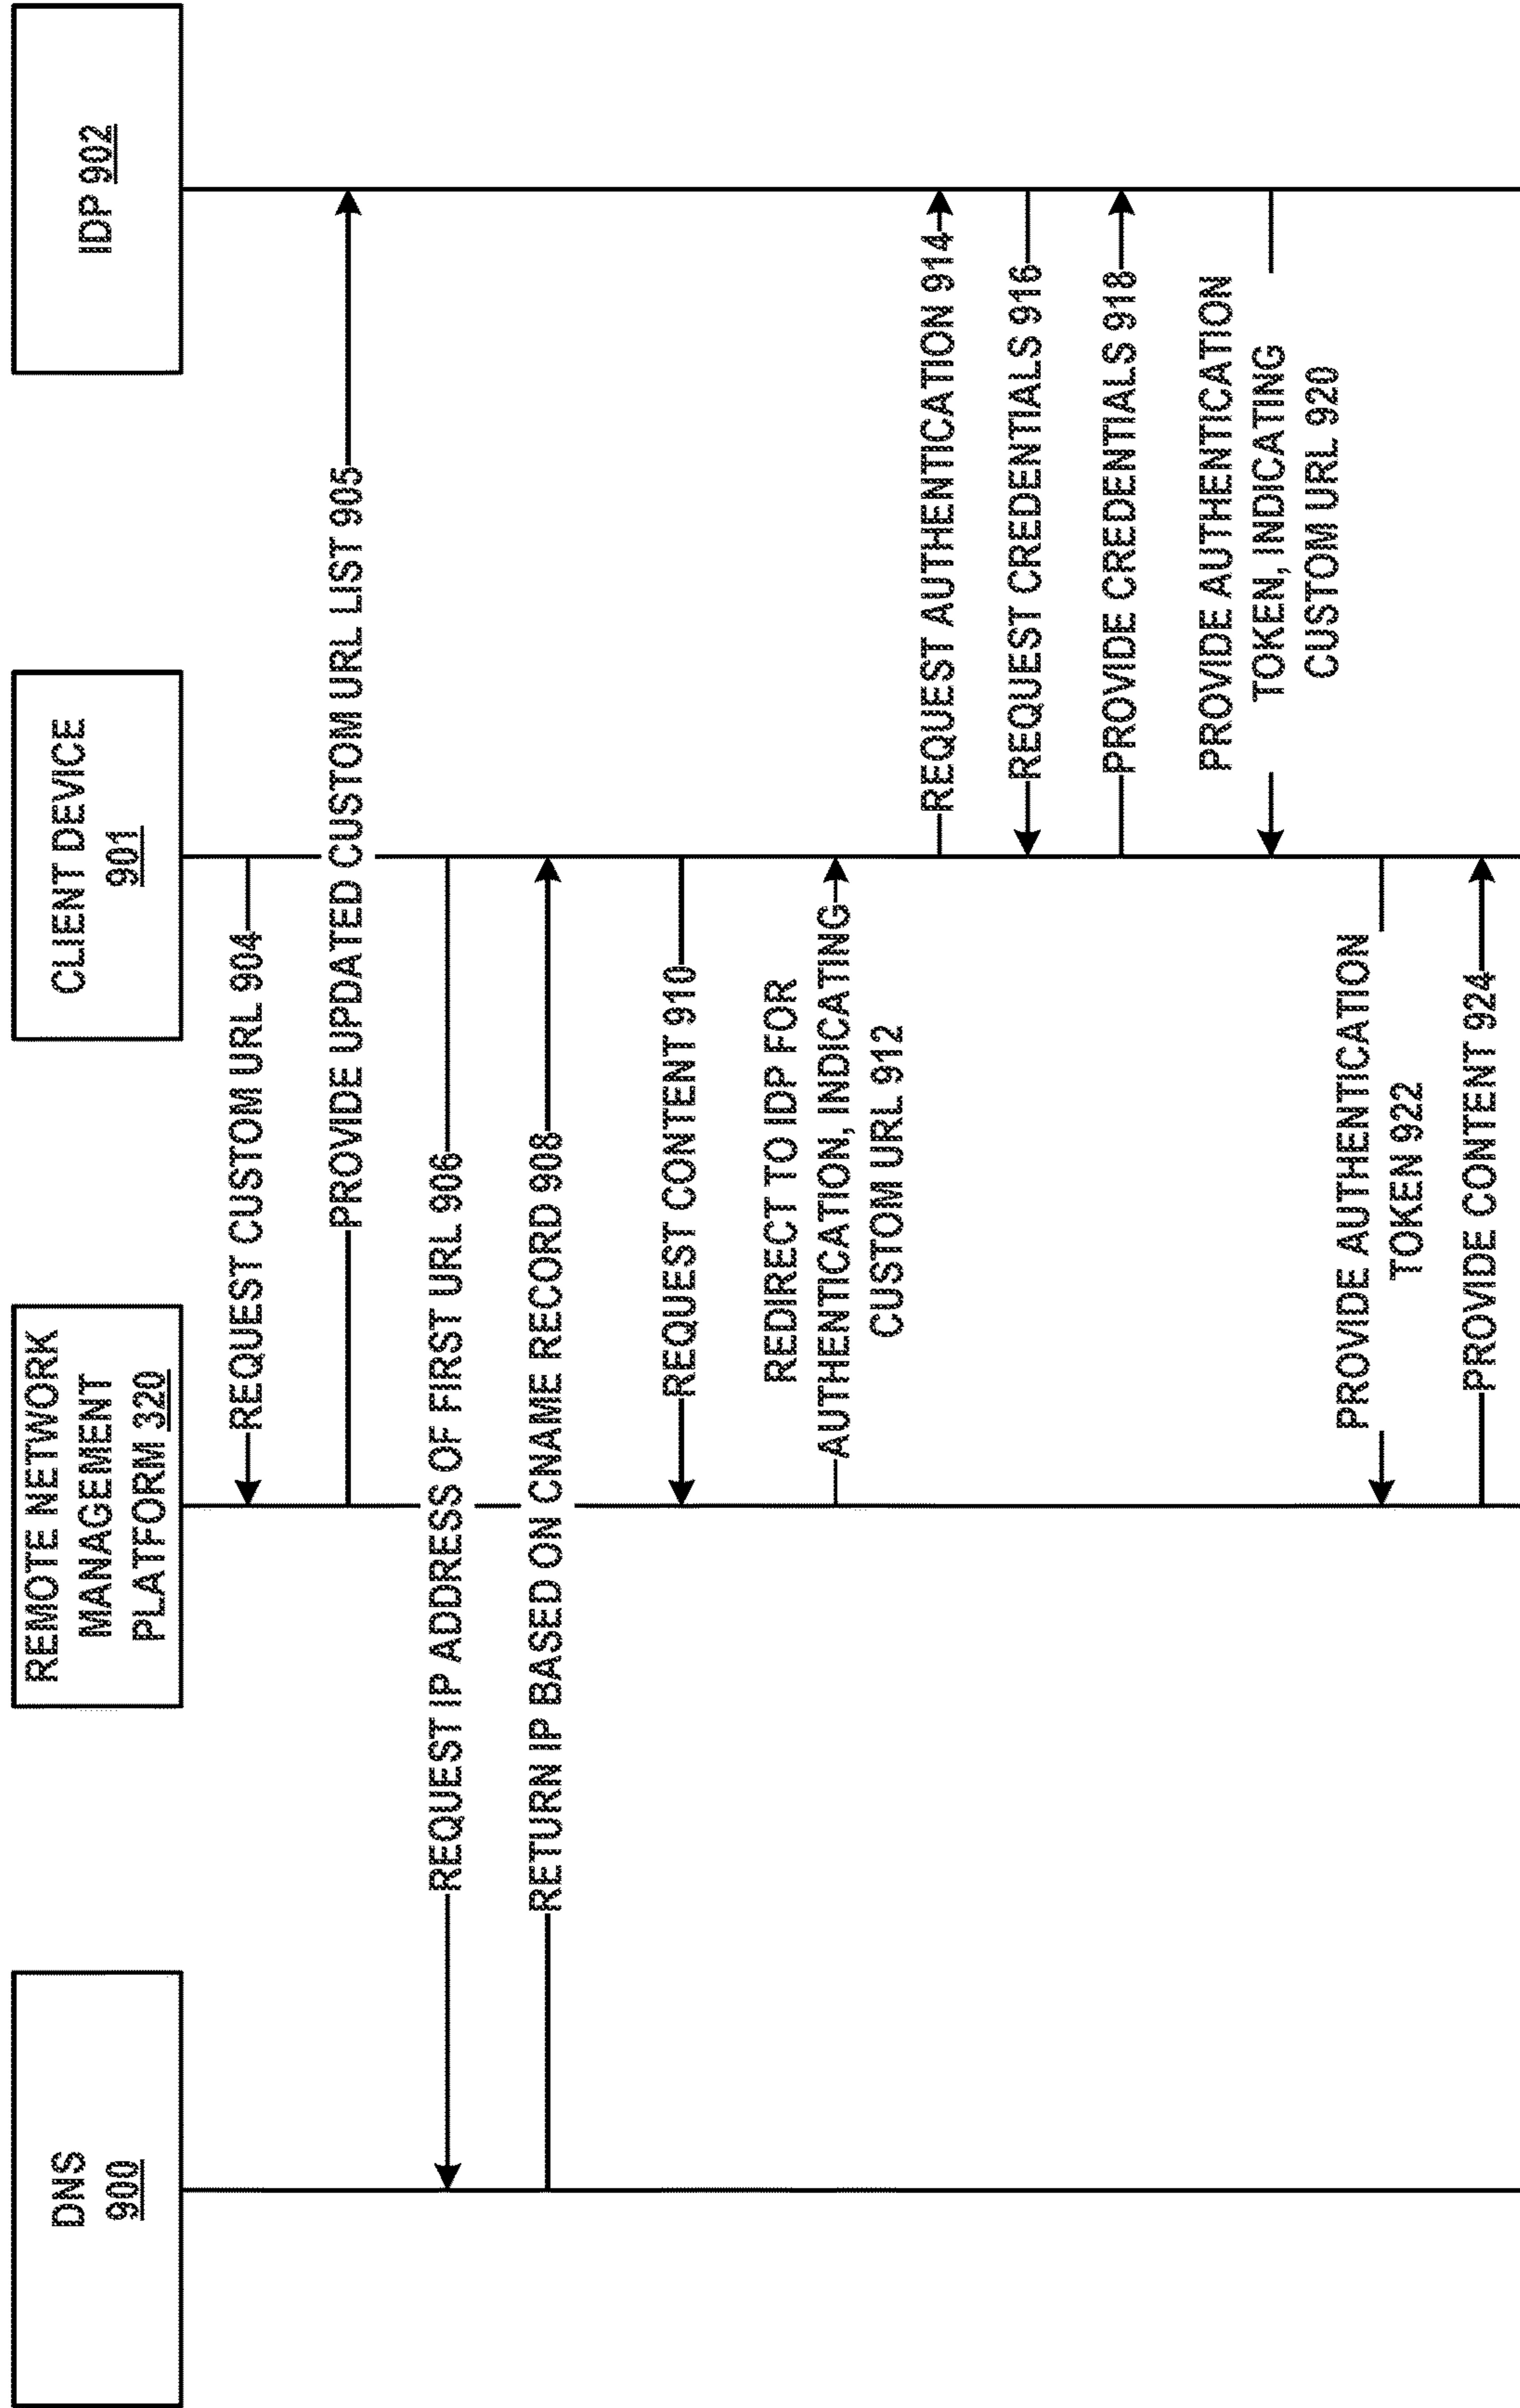 DNS
900
REMOTE NETWORK
MANAGEMENT
PLATFORM 320
CLIENT DEVICE
901
IDP 902
REQUEST CUSTOM URL 904
PROVIDE UPDATED CUSTOM URL LIST 905
REQUEST IP ADDRESS OF FIRST URL 906
RETURN IP BASED ON CNAME RECORD 908
REQUEST CONTENT 910
REDIRECT TO IDP FOR
AUTHENTICATION, INDICATING
CUSTOM URL 912
REQUEST AUTHENTICATION 914
REQUEST CREDENTIALS 916
PROVIDE CREDENTIALS 918
PROVIDE AUTHENTICATION
TOKEN, INDICATING
CUSTOM URL 920
PROVIDE AUTHENTICATION
TOKEN 922
PROVIDE CONTENT 924